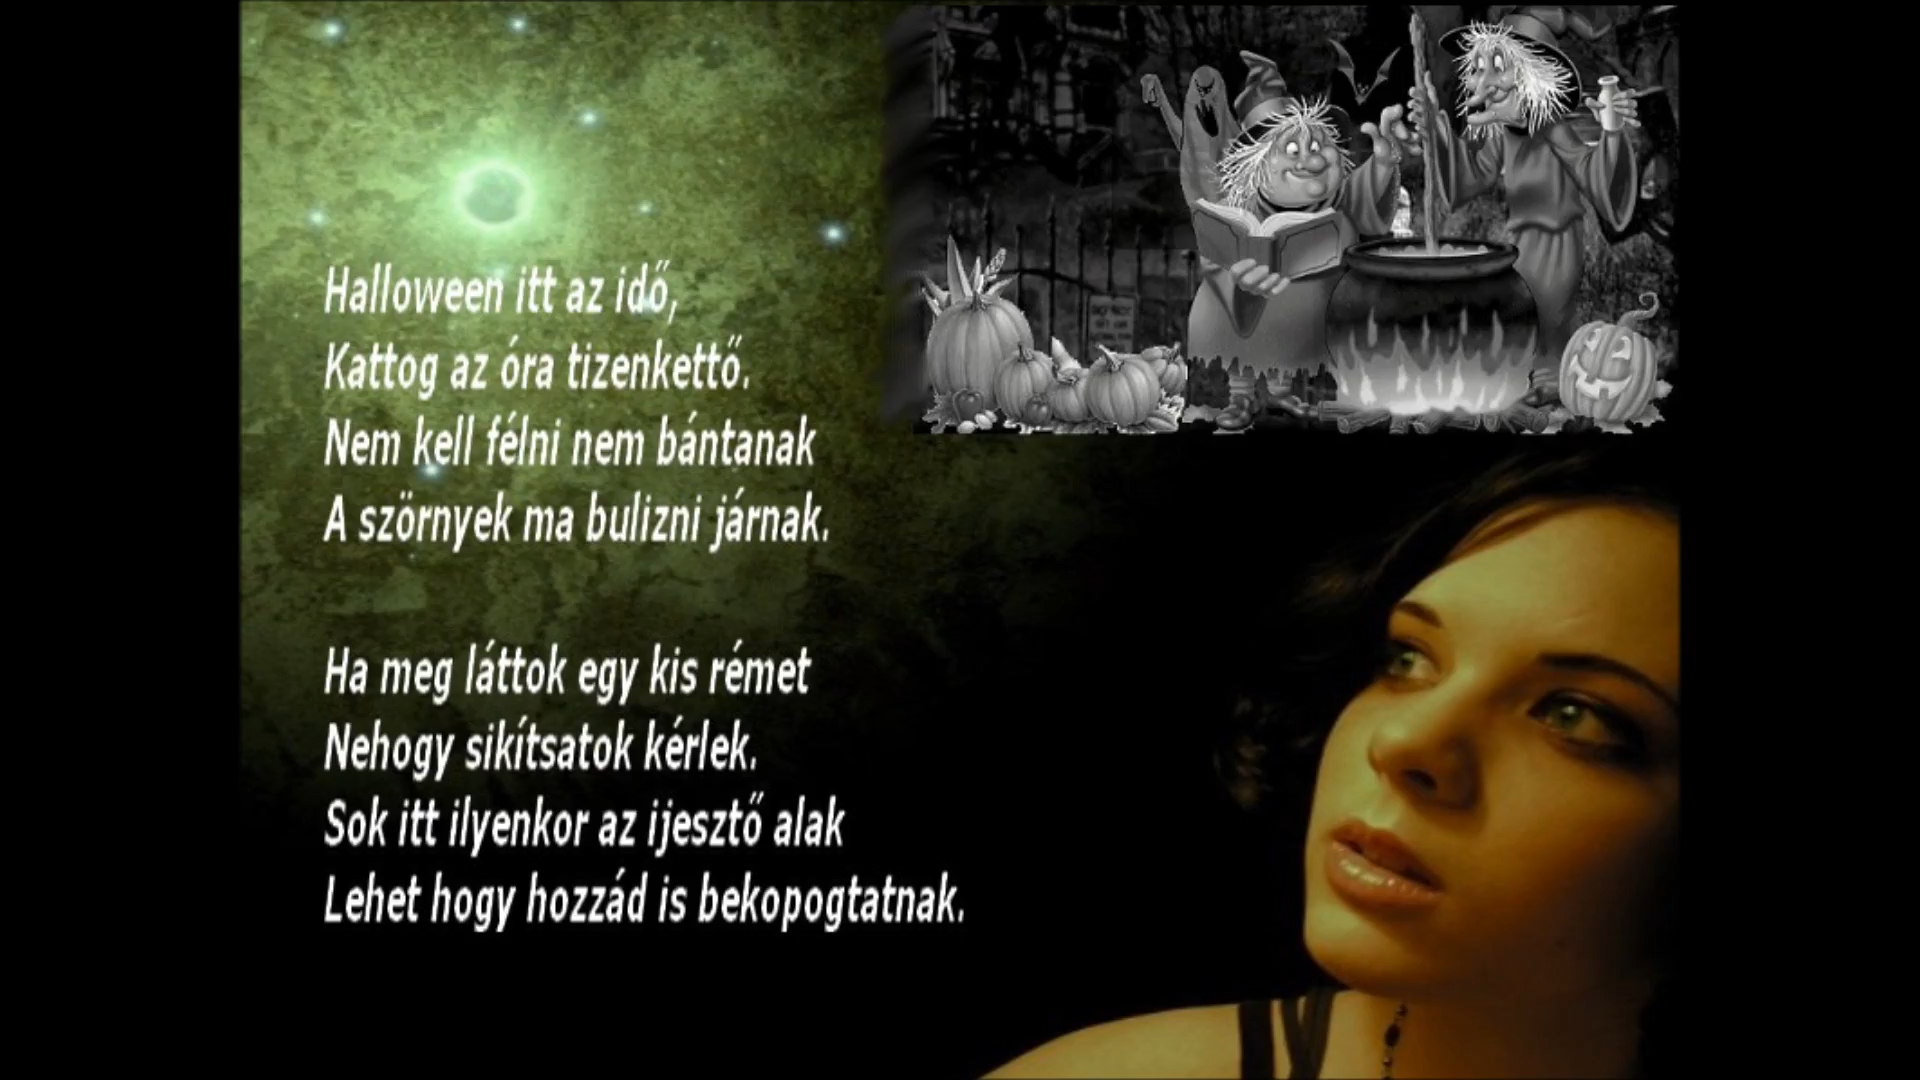 Halloween itt az idő,
Kattog az óra tizenkettő.
Nem kell félni nem bántanak
A szörnyek ma bulizni járnak.
Ha meg láttok egy kis rémet
Nehogy sikítsatok kérlek.
Sok itt ilyenkor az ijesztő alak
Lehet hogy hozzád is bekopogtatnak.